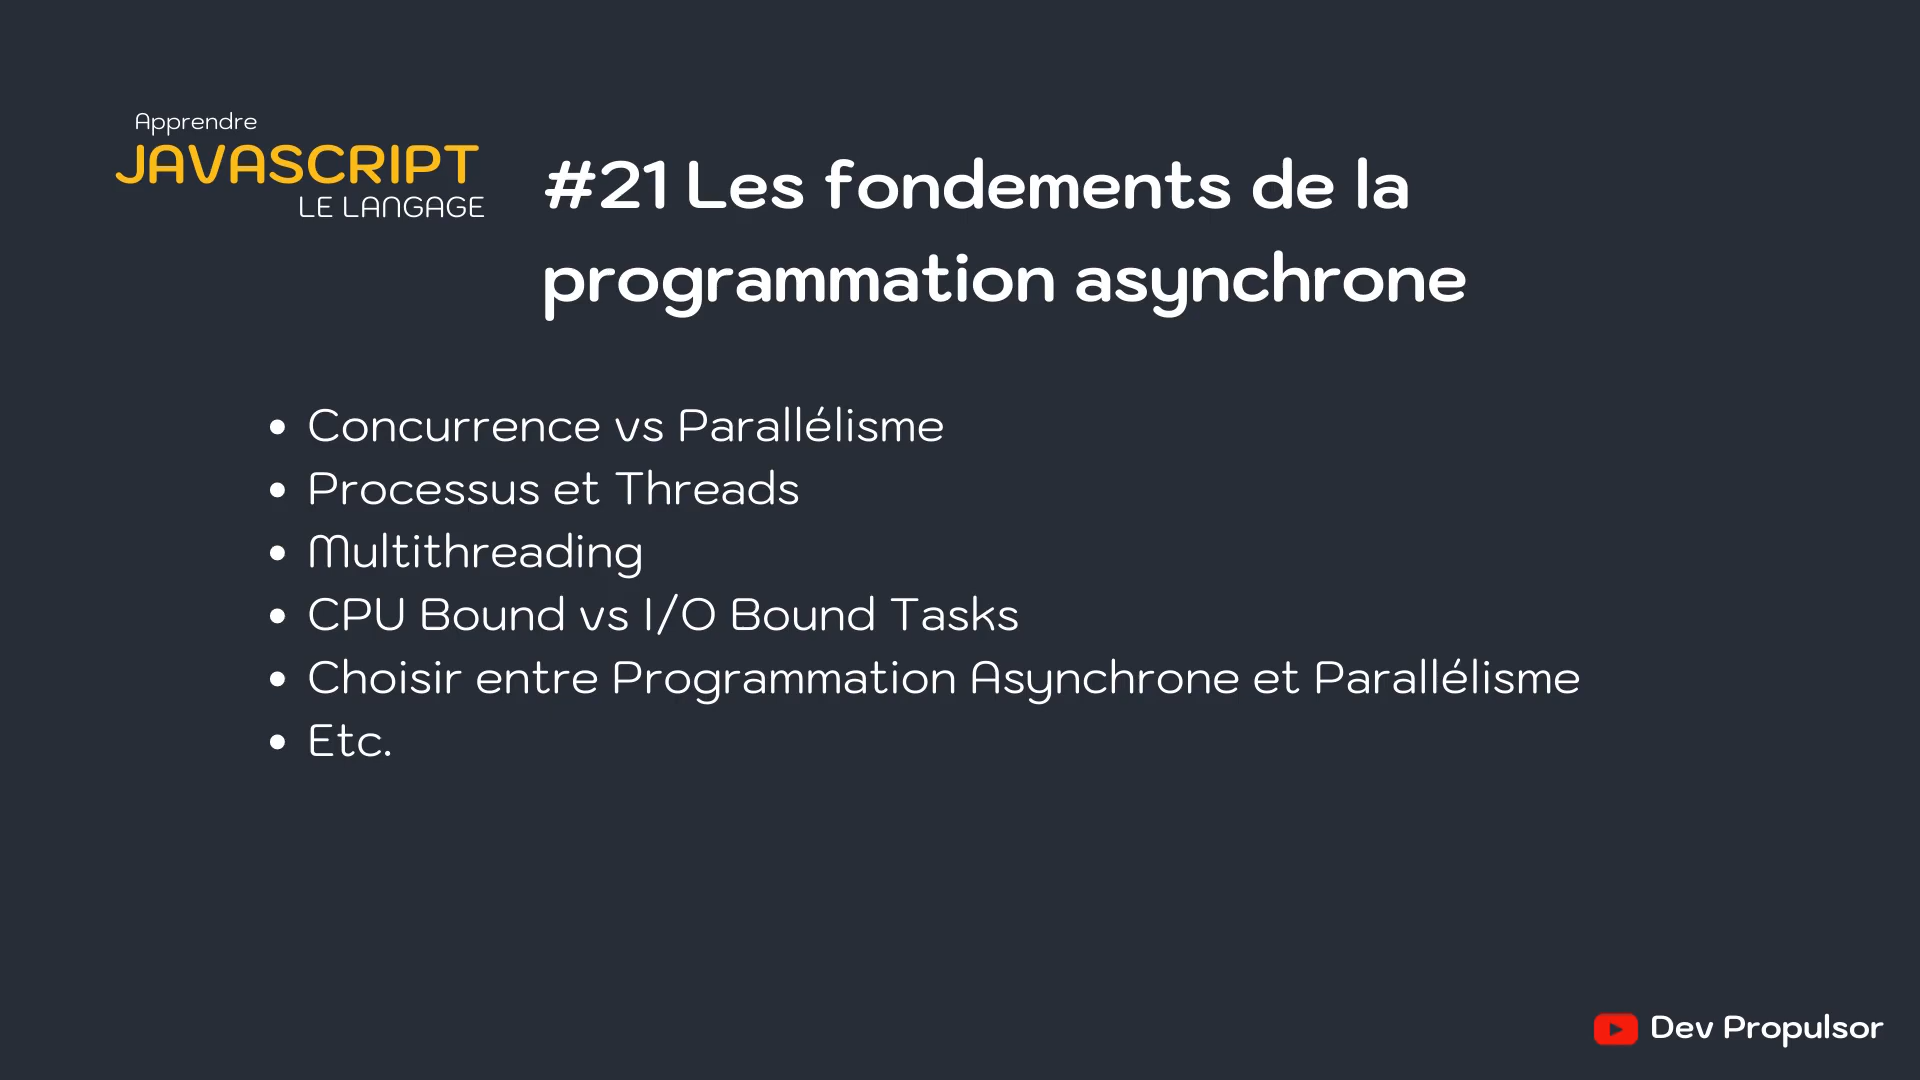 Apprendre
JAVASCRIPT
LE LANGAGE
#21 Les fondements de la
programmation asynchrone
• Concurrence vs Parallélisme
• Processus et Threads
• Multithreading
• CPU Bound vs I/O Bound Tasks
• Choisir entre Programmation Asynchrone et Parallélisme
• Etc.
Dev Propulsor